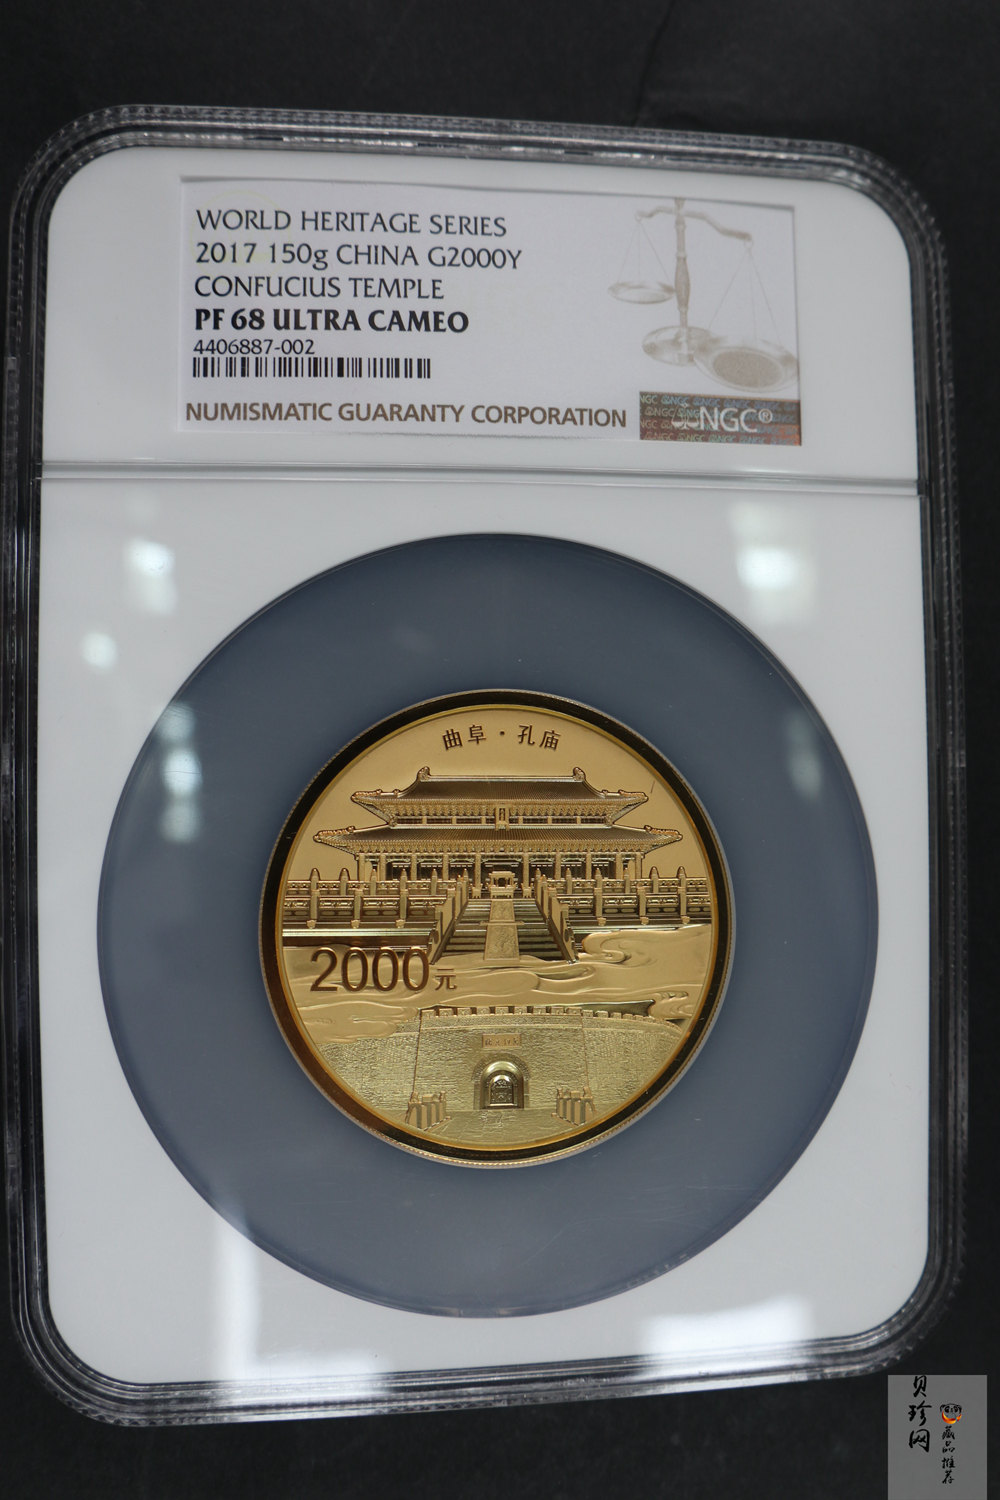 WORLD HERITAGE SERIES
2017 150g CHINA G2000Y
CONFUCIUS TEMPLE
PF 68 ULTRA CAMEO
4406887-002
NUMISMATIC GUARANTY CORPORATION
NGC®
曲阜·孔庙
2000元
贝珍网
藏品推荐